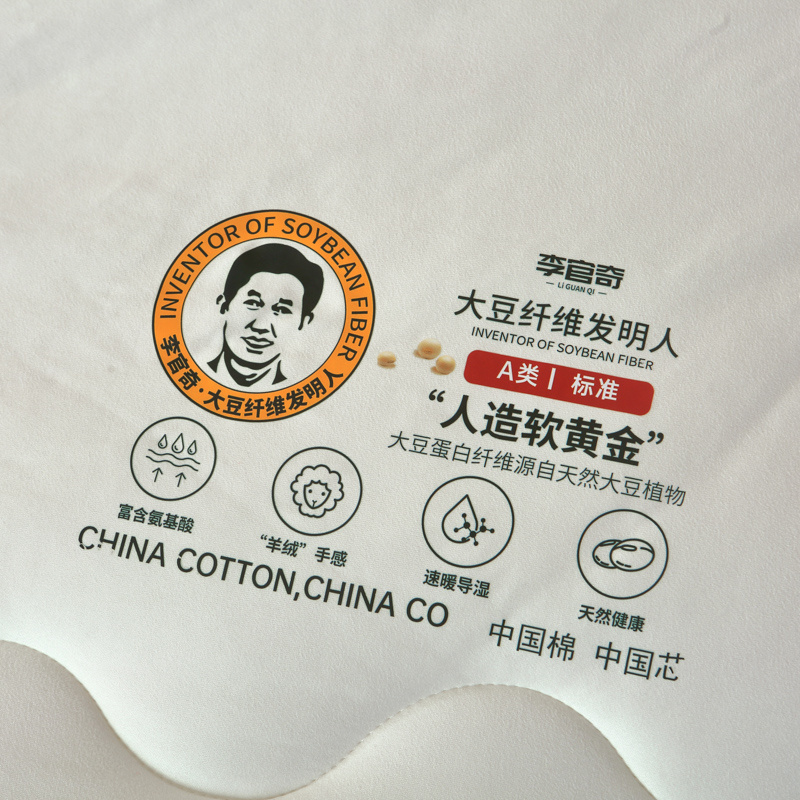 INVENTOR OF SOYBEAN FIBER
李官奇·大豆纤维发明人
李官奇
LI GUAN QI
大豆纤维发明人
INVENTOR OF SOYBEAN FIBER
A类 | 标准
“人造软黄金”
大豆蛋白纤维源自天然大豆植物
富含氨基酸
“羊绒”手感
速暖导湿
天然健康
CHINA COTTON,CHINA CO
中国棉 中国芯